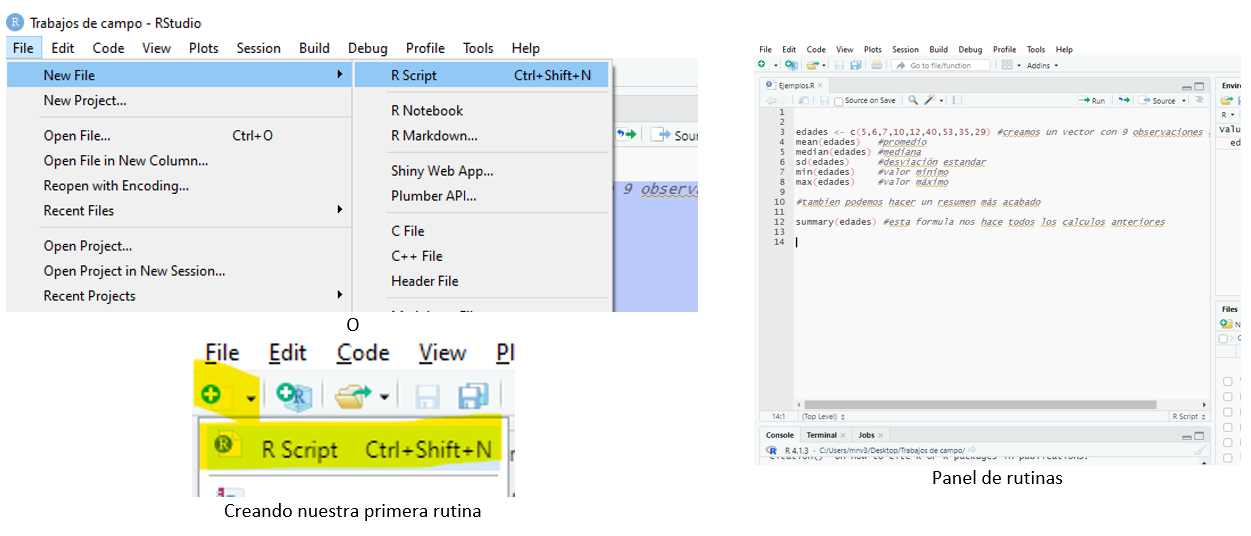 Trabajos de campo - RStudio
File Edit Code View Plots Session Build Debug Profile Tools Help
New File
New Project...
Open File... Ctrl+O
Open File in New Column...
Reopen with Encoding...
Recent Files
Open Project...
Open Project in New Session...
Recent Projects
R Script Ctrl+Shift+N
R Notebook
R Markdown...
Shiny Web App...
Plumber API...
C File
C++ File
Header File
Sour
9 observa
O
File Edit Code View Pl
R Script Ctrl+Shift+N
Creando nuestra primera rutina
File Edit Code View Plots Session Build Debug Profile Tools Help
Go to file/function Addins
Ejemplos.R
Source on Save Run Source
1
2
3 edades <- c(5,6,7,10,12,40,53,35,29) #creamos un vector con 9 observaciones
4 mean(edades) #promedio
5 median(edades) #mediana
6 sd(edades) #desviación estandar
7 min(edades) #valor mínimo
8 max(edades) #valor máximo
9
10 #tambien podemos hacer un resumen más acabado
11
12 summary(edades) #esta formula nos hace todos los calculos anteriores
13
14
14:1 (Top Level) R Script
Console Terminal Jobs
R 4.1.3 · C:/Users/mnv3/Desktop/Trabajos de campo/
Envir
R
Valu
ed
Files
N
Panel de rutinas